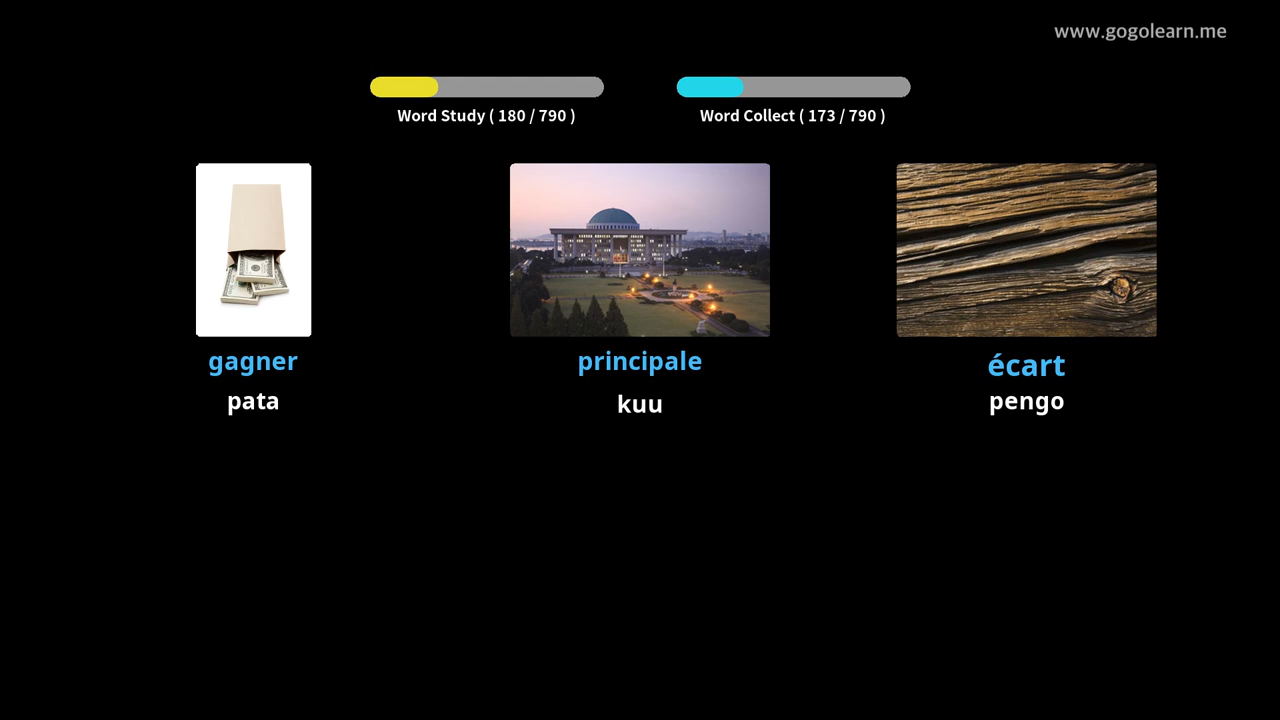 www.gogolearn.me
Word Study ( 180 / 790 )
Word Collect ( 173 / 790 )
gagner
pata
principale
kuu
écart
pengo